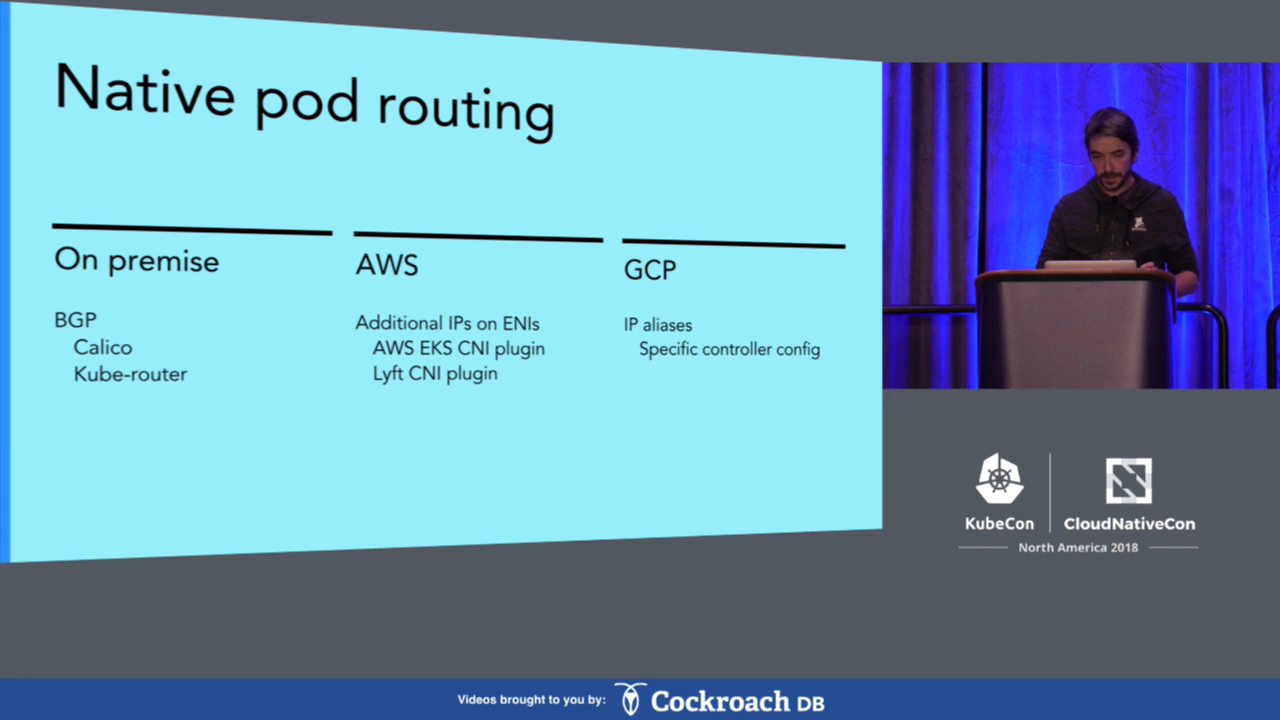 Native pod routing
On premise
BGP
Calico
Kube-router
AWS
Additional IPs on ENIs
AWS EKS CNI plugin
Lyft CNI plugin
GCP
IP aliases
Specific controller config
KubeCon
CloudNativeCon
North America 2018
Videos brought to you by:
Cockroach DB